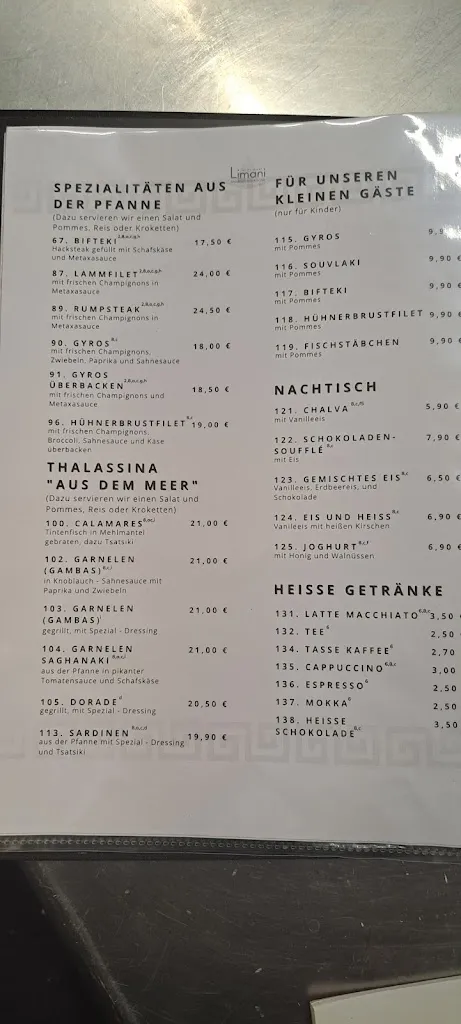 Limani
SPEZIALITÄTEN AUS
DER PFANNE
(Dazu servieren wir einen Salat und
Pommes, Reis oder Kroketten)
67. BIFTEKI 17,50 €
Hacksteak gefüllt mit Schafskäse
und Metaxasauce
87. LAMMFILET 24,00 €
mit frischen Champignons in
Metaxasauce
89. RUMPSTEAK 24,50 €
mit frischen Champignons in
Metaxasauce
90. GYROS 18,00 €
mit frischen Champignons,
Zwiebeln, Paprika und Sahnesauce
91. GYROS
ÜBERBACKEN 18,50 €
mit frischen Champignons und
Metaxasauce
96. HÜHNERBRUSTFILET 19,00 €
mit frischen Champignons,
Broccoli, Sahnesauce und Käse
überbacken
THALASSINA
"AUS DEM MEER"
(Dazu servieren wir einen Salat und
Pommes, Reis oder Kroketten)
100. CALAMARES 21,00 €
Tintenfisch in Mehlmantel
gebraten, dazu Tsatsiki
102. GARNELEN 21,00 €
(GAMBAS)
in Knoblauch - Sahnesauce mit
Paprika und Zwiebeln
103. GARNELEN 21,00 €
(GAMBAS)
gegrillt, mit Spezial - Dressing
104. GARNELEN 21,00 €
SAGHANAKI
aus der Pfanne in pikanter
Tomatensauce und Schafskäse
105. DORADE 20,50 €
gegrillt, mit Spezial - Dressing
113. SARDINEN 19,90 €
aus der Pfanne mit Spezial - Dressing
und Tsatsiki
FÜR UNSEREN
KLEINEN GÄSTE
(nur für Kinder)
115. GYROS
mit Pommes
116. SOUVLAKI 9,90 €
mit Pommes
117. BIFTEKI 9,90 €
mit Pommes
118. HÜHNERBRUSTFILET 9,90 €
mit Pommes
119. FISCHSTÄBCHEN 9,90 €
mit Pommes
NACHTISCH
121. CHALVA 5,90 €
mit Vanilleeis
122. SCHOKOLADEN- 7,90 €
SOUFFLÉ
mit Eis
123. GEMISCHTES EIS 6,50 €
Vanilleeis, Erdbeereis, und
Schokolade
124. EIS UND HEISS 6,90 €
Vanilleeis mit heißen Kirschen
125. JOGHURT 6,90 €
mit Honig und Walnüssen
HEISSE GETRÄNKE
131. LATTE MACCHIATO 3,50
132. TEE 2,50
134. TASSE KAFFEE 2,70
135. CAPPUCCINO 3,00
136. ESPRESSO 2,50
137. MOKKA 2,50
138. HEISSE 3,50
SCHOKOLADE